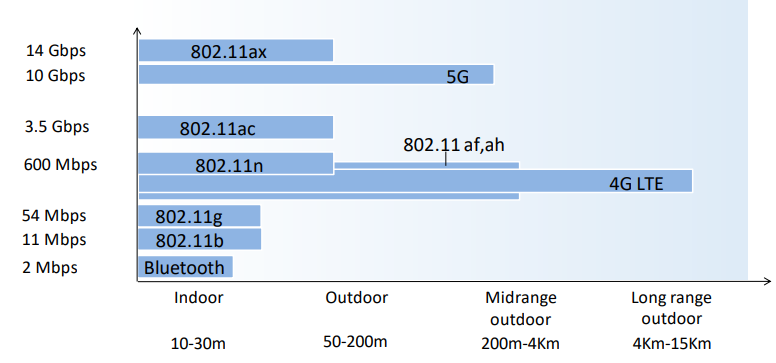 14 Gbps
802.11ax
10 Gbps
5G
3.5 Gbps
802.11ac
802.11 af,ah
600 Mbps
802.11n
4G LTE
54 Mbps
802.11g
11 Mbps
802.11b
2 Mbps
Bluetooth
Indoor
Outdoor
Midrange
outdoor
Long range
outdoor
10-30m
50-200m
200m-4Km
4Km-15Km